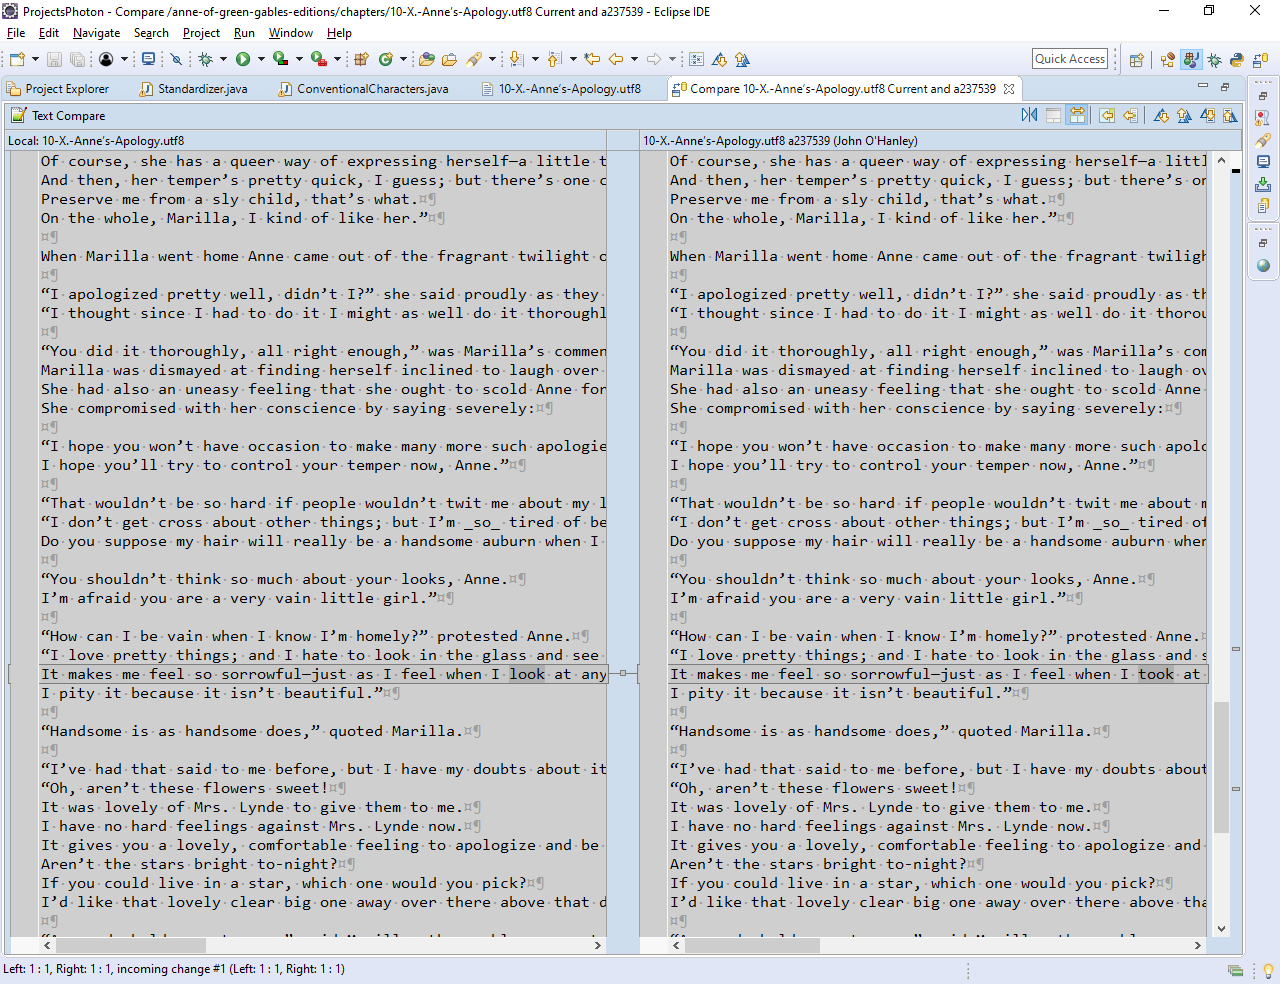 ProjectsPhoton - Compare /anne-of-green-gables-editions/chapters/10-X.-Anne’s-Apology.utf8 Current and a237539 - Eclipse IDE
File Edit Navigate Search Project Run Window Help
Quick Access
Project Explorer Standardizer.java ConventionalCharacters.java 10-X.-Anne’s-Apology.utf8 Compare 10-X.-Anne’s-Apology.utf8 Current and a237539
Text Compare
Local: 10-X.-Anne’s-Apology.utf8
Of·course,·she·has·a·queer·way·of·expressing·herself—a·little·t
And·then,·her·temper’s·pretty·quick,·I·guess;·but·there’s·one·c
Preserve·me·from·a·sly·child,·that’s·what.¤¶
On·the·whole,·Marilla,·I·kind·of·like·her.”¤¶
¤¶
When·Marilla·went·home·Anne·came·out·of·the·fragrant·twilight·o
¤¶
“I·apologized·pretty·well,·didn’t·I?”·she·said·proudly·as·they·
“I·thought·since·I·had·to·do·it·I·might·as·well·do·it·thoroughl
¤¶
“You·did·it·thoroughly,·all·right·enough,”·was·Marilla’s·commen
Marilla·was·dismayed·at·finding·herself·inclined·to·laugh·over·
She·had·also·an·uneasy·feeling·that·she·ought·to·scold·Anne·for
She·compromised·with·her·conscience·by·saying·severely:¤¶
¤¶
“I·hope·you·won’t·have·occasion·to·make·many·more·such·apologie
I·hope·you’ll·try·to·control·your·temper·now,·Anne.”¤¶
¤¶
“That·wouldn’t·be·so·hard·if·people·wouldn’t·twit·me·about·my·l
“I·don’t·get·cross·about·other·things;·but·I’m·_so_·tired·of·be
Do·you·suppose·my·hair·will·really·be·a·handsome·auburn·when·I·
¤¶
“You·shouldn’t·think·so·much·about·your·looks,·Anne.¤¶
I’m·afraid·you·are·a·very·vain·little·girl.”¤¶
¤¶
“How·can·I·be·vain·when·I·know·I’m·homely?”·protested·Anne.¤¶
“I·love·pretty·things;·and·I·hate·to·look·in·the·glass·and·see·
It·makes·me·feel·so·sorrowful—just·as·I·feel·when·I·look·at·any
I·pity·it·because·it·isn’t·beautiful.”¤¶
¤¶
“Handsome·is·as·handsome·does,”·quoted·Marilla.¤¶
¤¶
“I’ve·had·that·said·to·me·before,·but·I·have·my·doubts·about·it
“Oh,·aren’t·these·flowers·sweet!¤¶
It·was·lovely·of·Mrs.·Lynde·to·give·them·to·me.¤¶
I·have·no·hard·feelings·against·Mrs.·Lynde·now.¤¶
It·gives·you·a·lovely,·comfortable·feeling·to·apologize·and·be·
Aren’t·the·stars·bright·to-night?¤¶
If·you·could·live·in·a·star,·which·one·would·you·pick?¤¶
I’d·like·that·lovely·clear·big·one·away·over·there·above·that·d
¤¶
10-X.-Anne’s-Apology.utf8 a237539 (John O'Hanley)
Of·course,·she·has·a·queer·way·of·expressing·herself—a·littl
And·then,·her·temper’s·pretty·quick,·I·guess;·but·there’s·on
Preserve·me·from·a·sly·child,·that’s·what.¤¶
On·the·whole,·Marilla,·I·kind·of·like·her.”¤¶
¤¶
When·Marilla·went·home·Anne·came·out·of·the·fragrant·twiligh
¤¶
“I·apologized·pretty·well,·didn’t·I?”·she·said·proudly·as·th
“I·thought·since·I·had·to·do·it·I·might·as·well·do·it·thorou
¤¶
“You·did·it·thoroughly,·all·right·enough,”·was·Marilla’s·com
Marilla·was·dismayed·at·finding·herself·inclined·to·laugh·ov
She·had·also·an·uneasy·feeling·that·she·ought·to·scold·Anne·
She·compromised·with·her·conscience·by·saying·severely:¤¶
¤¶
“I·hope·you·won’t·have·occasion·to·make·many·more·such·apolo
I·hope·you’ll·try·to·control·your·temper·now,·Anne.”¤¶
¤¶
“That·wouldn’t·be·so·hard·if·people·wouldn’t·twit·me·about·m
“I·don’t·get·cross·about·other·things;·but·I’m·_so_·tired·of
Do·you·suppose·my·hair·will·really·be·a·handsome·auburn·when
¤¶
“You·shouldn’t·think·so·much·about·your·looks,·Anne.¤¶
I’m·afraid·you·are·a·very·vain·little·girl.”¤¶
¤¶
“How·can·I·be·vain·when·I·know·I’m·homely?”·protested·Anne.¤
“I·love·pretty·things;·and·I·hate·to·look·in·the·glass·and·s
It·makes·me·feel·so·sorrowful—just·as·I·feel·when·I·took·at·
I·pity·it·because·it·isn’t·beautiful.”¤¶
¤¶
“Handsome·is·as·handsome·does,”·quoted·Marilla.¤¶
¤¶
“I’ve·had·that·said·to·me·before,·but·I·have·my·doubts·about
“Oh,·aren’t·these·flowers·sweet!¤¶
It·was·lovely·of·Mrs.·Lynde·to·give·them·to·me.¤¶
I·have·no·hard·feelings·against·Mrs.·Lynde·now.¤¶
It·gives·you·a·lovely,·comfortable·feeling·to·apologize·and·
Aren’t·the·stars·bright·to-night?¤¶
If·you·could·live·in·a·star,·which·one·would·you·pick?¤¶
I’d·like·that·lovely·clear·big·one·away·over·there·above·tha
¤¶
Left: 1 : 1, Right: 1 : 1, incoming change #1 (Left: 1 : 1, Right: 1 : 1)